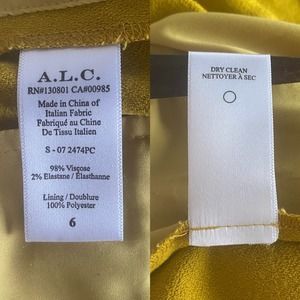 A.L.C.
RN#130801 CA#00985
Made in China of
Italian Fabric
Fabriqué au Chine
De Tissu Italien
S - 07 2474PC
98% Viscose
2% Elastane / Elasthanne
Lining / Doublure
100% Polyester
6
DRY CLEAN
NETTOYER À SEC